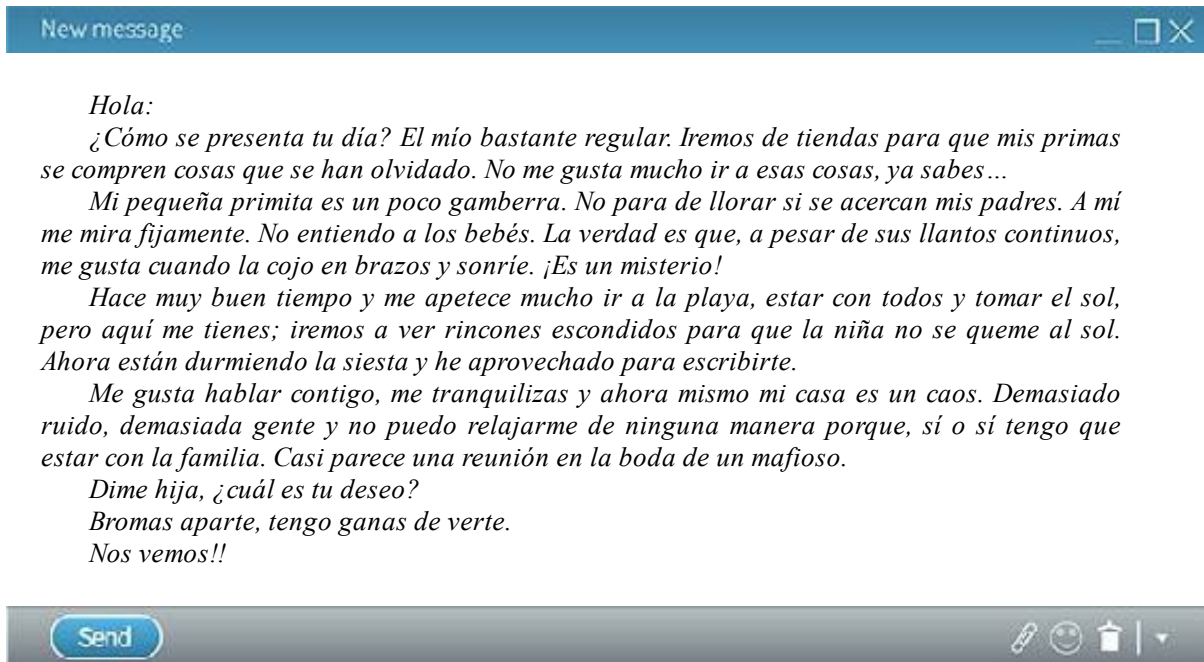 New message
Hola:
¿Cómo se presenta tu día? El mío bastante regular. Iremos de tiendas para que mis primas
se compren cosas que se han olvidado. No me gusta mucho ir a esas cosas, ya sabes…
Mi pequeña primita es un poco gamberra. No para de llorar si se acercan mis padres. A mí
me mira fijamente. No entiendo a los bebés. La verdad es que, a pesar de sus llantos continuos,
me gusta cuando la cojo en brazos y sonríe. ¡Es un misterio!
Hace muy buen tiempo y me apetece mucho ir a la playa, estar con todos y tomar el sol,
pero aquí me tienes; iremos a ver rincones escondidos para que la niña no se queme al sol.
Ahora están durmiendo la siesta y he aprovechado para escribirte.
Me gusta hablar contigo, me tranquilizas y ahora mismo mi casa es un caos. Demasiado
ruido, demasiada gente y no puedo relajarme de ninguna manera porque, sí o sí tengo que
estar con la familia. Casi parece una reunión en la boda de un mafioso.
Dime hija, ¿cuál es tu deseo?
Bromas aparte, tengo ganas de verte.
Nos vemos!!
Send